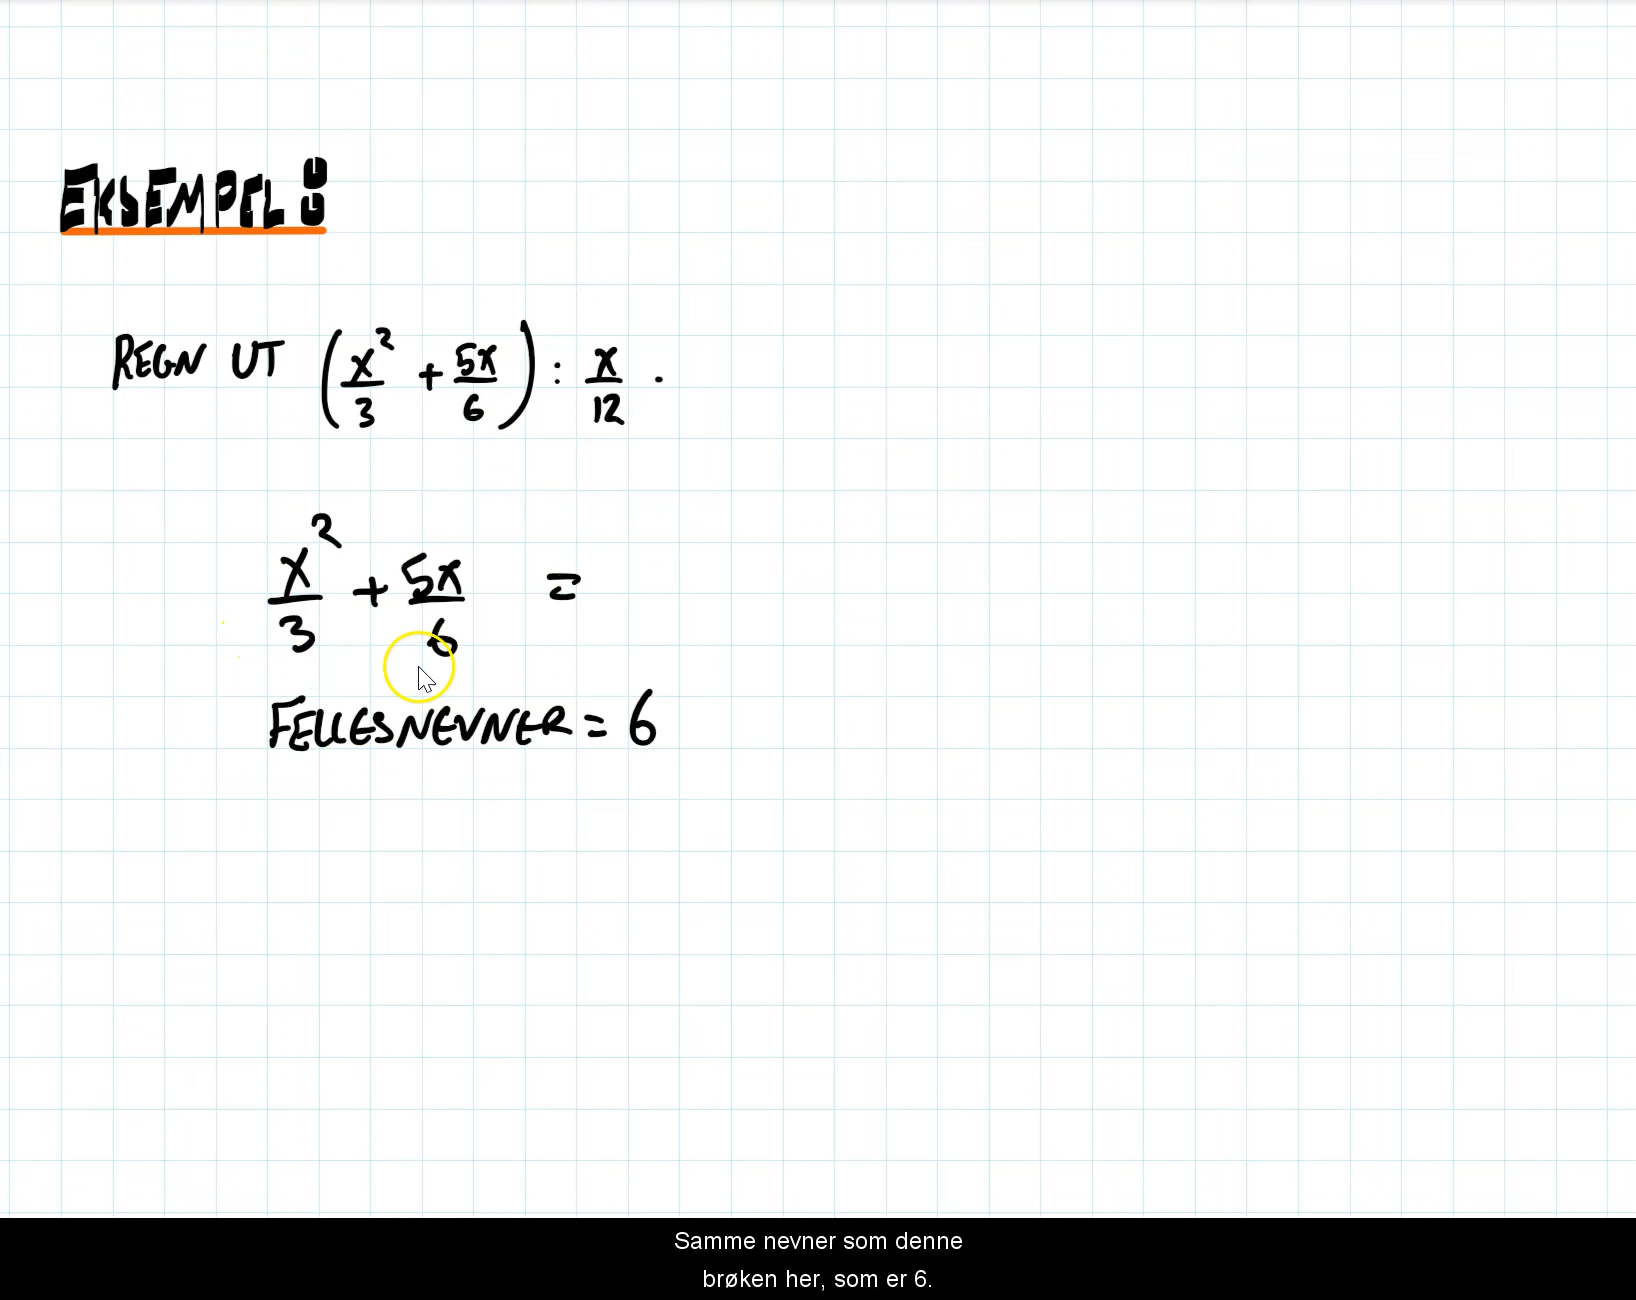 EKSEMPEL:
REGN UT (x²/3 + 5x/6) : x/12 .
x²/3 + 5x/6 =
FELLESNEVNER = 6
Samme nevner som denne
brøken her, som er 6.